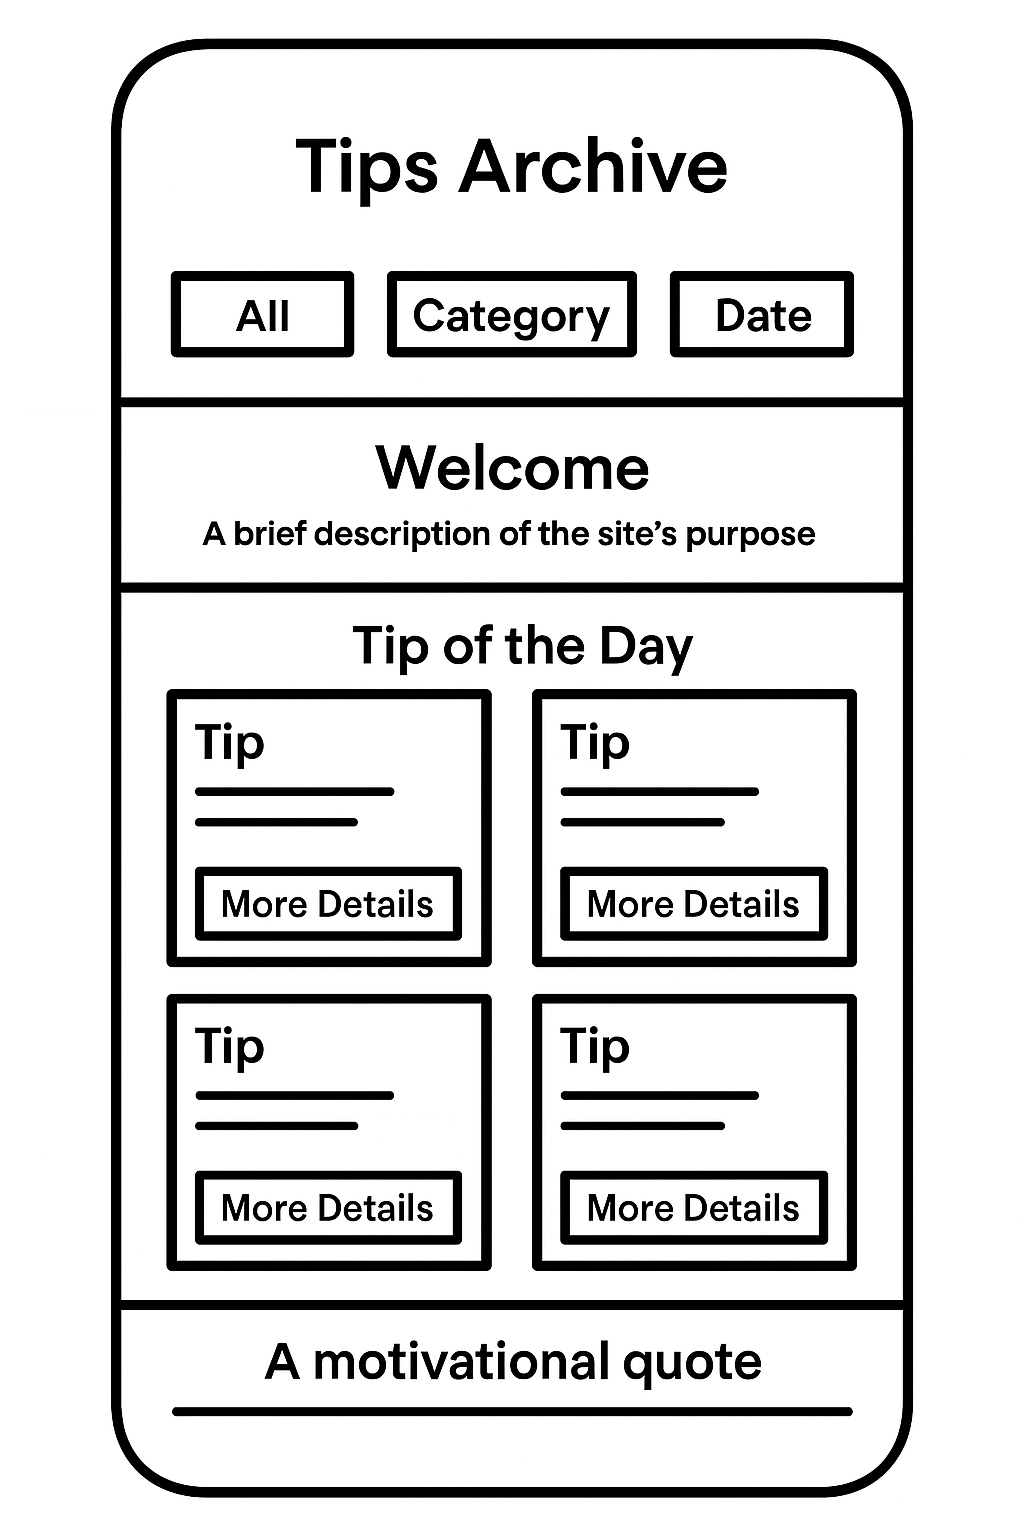 Tips Archive
All Category Date
Welcome
A brief description of the site’s purpose
Tip of the Day
Tip
More Details
Tip
More Details
Tip
More Details
Tip
More Details
A motivational quote